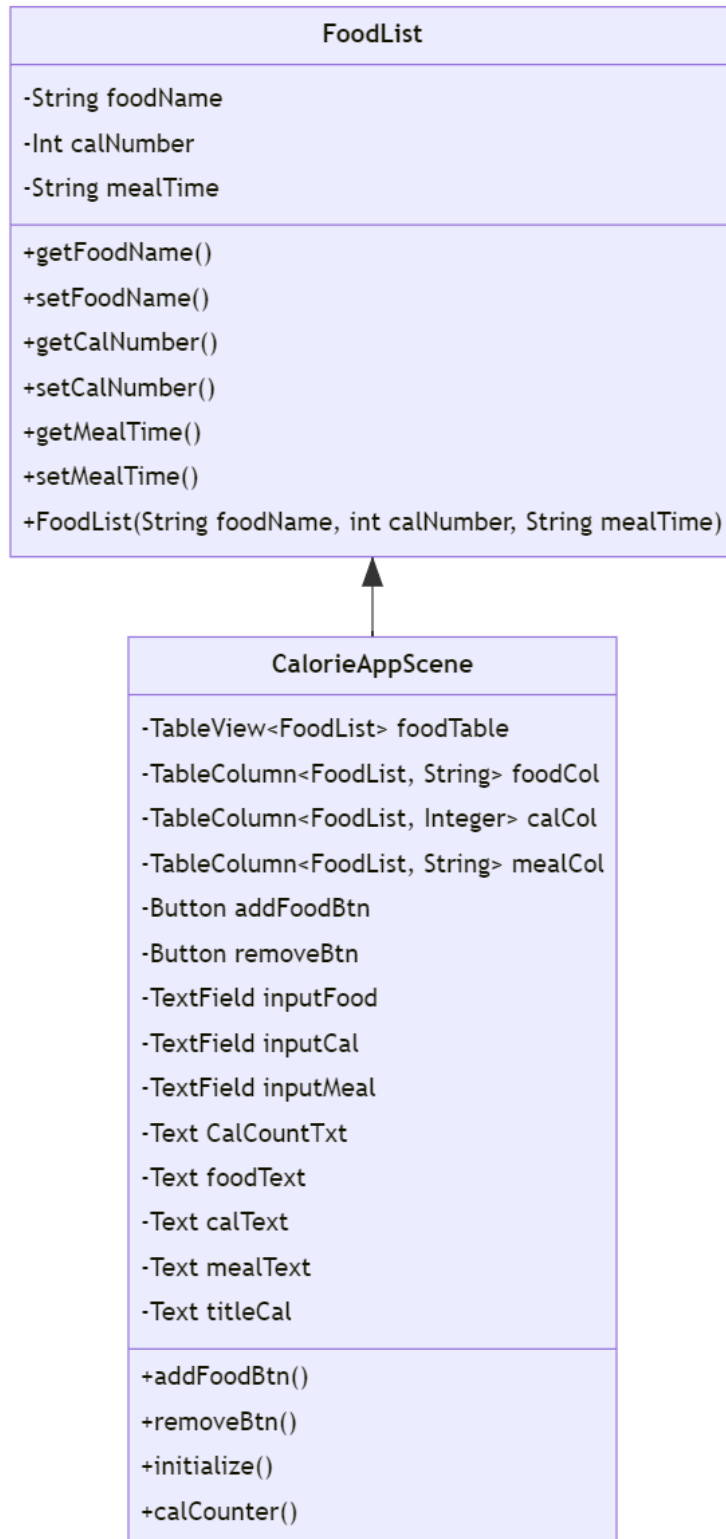 FoodList
-String foodName
-Int calNumber
-String mealTime
+getFoodName()
+setFoodName()
+getCalNumber()
+setCalNumber()
+getMealTime()
+setMealTime()
+FoodList(String foodName, int calNumber, String mealTime)
CalorieAppScene
-TableView<FoodList> foodTable
-TableColumn<FoodList, String> foodCol
-TableColumn<FoodList, Integer> calCol
-TableColumn<FoodList, String> mealCol
-Button addFoodBtn
-Button removeBtn
-TextField inputFood
-TextField inputCal
-TextField inputMeal
-Text CalCountTxt
-Text foodText
-Text calText
-Text mealText
-Text titleCal
+addFoodBtn()
+removeBtn()
+initialize()
+calCounter()